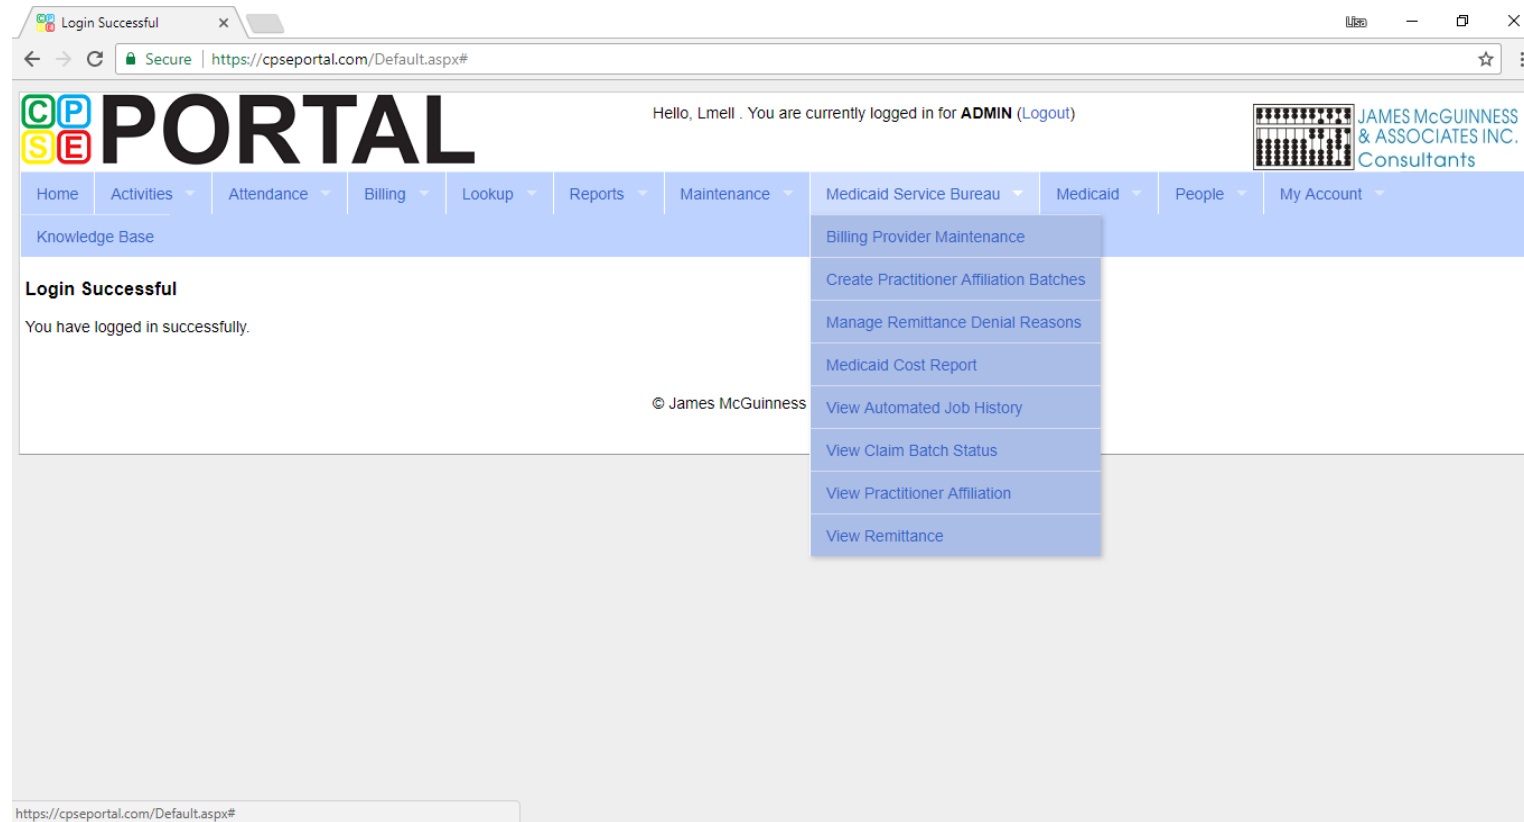 Login Successful
Lisa
Secure https://cpseportal.com/Default.aspx#
CP
SE
PORTAL
Hello, Lmell . You are currently logged in for ADMIN (Logout)
JAMES McGUINNESS
& ASSOCIATES INC.
Consultants
Home Activities Attendance Billing Lookup Reports Maintenance Medicaid Service Bureau Medicaid People My Account
Knowledge Base
Billing Provider Maintenance
Create Practitioner Affiliation Batches
Manage Remittance Denial Reasons
Medicaid Cost Report
View Automated Job History
View Claim Batch Status
View Practitioner Affiliation
View Remittance
Login Successful
You have logged in successfully.
© James McGuinness
https://cpseportal.com/Default.aspx#